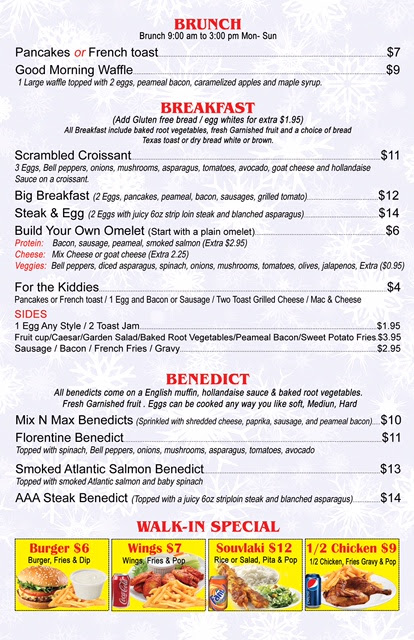 BRUNCH
Brunch 9:00 am to 3:00 pm Mon- Sun
Pancakes or French toast $7
Good Morning Waffle $9
1 Large waffle topped with 2 eggs, peameal bacon, caramelized apples and maple syrup.
BREAKFAST
(Add Gluten free bread / egg whites for extra $1.95)
All Breakfast include baked root vegetables, fresh Garnished fruit and a choice of bread
Texas toast or dry bread white or brown.
Scrambled Croissant $11
3 Eggs, Bell peppers, onions, mushrooms, asparagus, tomatoes, avocado, goat cheese and hollandaise
Sauce on a croissant.
Big Breakfast (2 Eggs, pancakes, peameal, bacon, sausages, grilled tomato) $12
Steak & Egg (2 Eggs with juicy 6oz strip loin steak and blanched asparagus) $14
Build Your Own Omelet (Start with a plain omelet) $6
Protein: Bacon, sausage, peameal, smoked salmon (Extra $2.95)
Cheese: Mix Cheese or goat cheese (Extra 2.25)
Veggies: Bell peppers, diced asparagus, spinach, onions, mushrooms, tomatoes, olives, jalapenos, Extra ($0.95)
For the Kiddies $4
Pancakes or French toast / 1 Egg and Bacon or Sausage / Two Toast Grilled Cheese / Mac & Cheese
SIDES
1 Egg Any Style / 2 Toast Jam $1.95
Fruit cup/Caesar/Garden Salad/Baked Root Vegetables/Peameal Bacon/Sweet Potato Fries $3.95
Sausage / Bacon / French Fries / Gravy $2.95
BENEDICT
All benedicts come on a English muffin, hollandaise sauce & baked root vegetables.
Fresh Garnished fruit . Eggs can be cooked any way you like soft, Mediun, Hard
Mix N Max Benedicts (Sprinkled with shredded cheese, paprika, sausage, and peameal bacon) $10
Florentine Benedict $11
Topped with spinach, Bell peppers, onions, mushrooms, asparagus, tomatoes, avocado
Smoked Atlantic Salmon Benedict $13
Topped with smoked Atlantic salmon and baby spinach
AAA Steak Benedict (Topped with a juicy 6oz striploin steak and blanched asparagus) $14
WALK-IN SPECIAL
Burger $6
Burger, Fries & Dip
Wings $7
Wings, Fries & Pop
Souvlaki $12
Rice or Salad, Pita & Pop
1/2 Chicken $9
1/2 Chicken, Fries Gravy & Pop
Coca-Cola
Fanta
pepsi